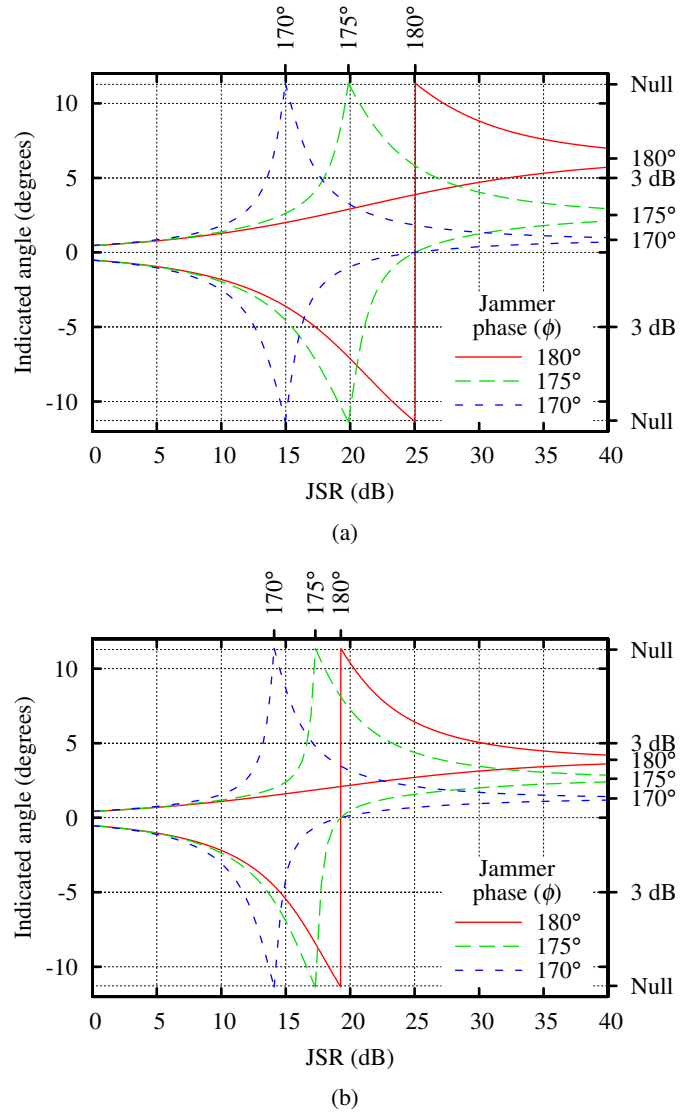 170° 175° 180°
Null
10
180°
5 3 dB
175°
170°
0
Indicated angle (degrees)
Jammer
phase (ϕ)
-5 3 dB
180°
175°
170°
-10
Null
0 5 10 15 20 25 30 35 40
JSR (dB)
(a)
170° 175° 180°
Null
10
5 3 dB
180°
175°
170°
0
Indicated angle (degrees)
Jammer
phase (ϕ)
-5 3 dB
180°
175°
170°
-10
Null
0 5 10 15 20 25 30 35 40
JSR (dB)
(b)